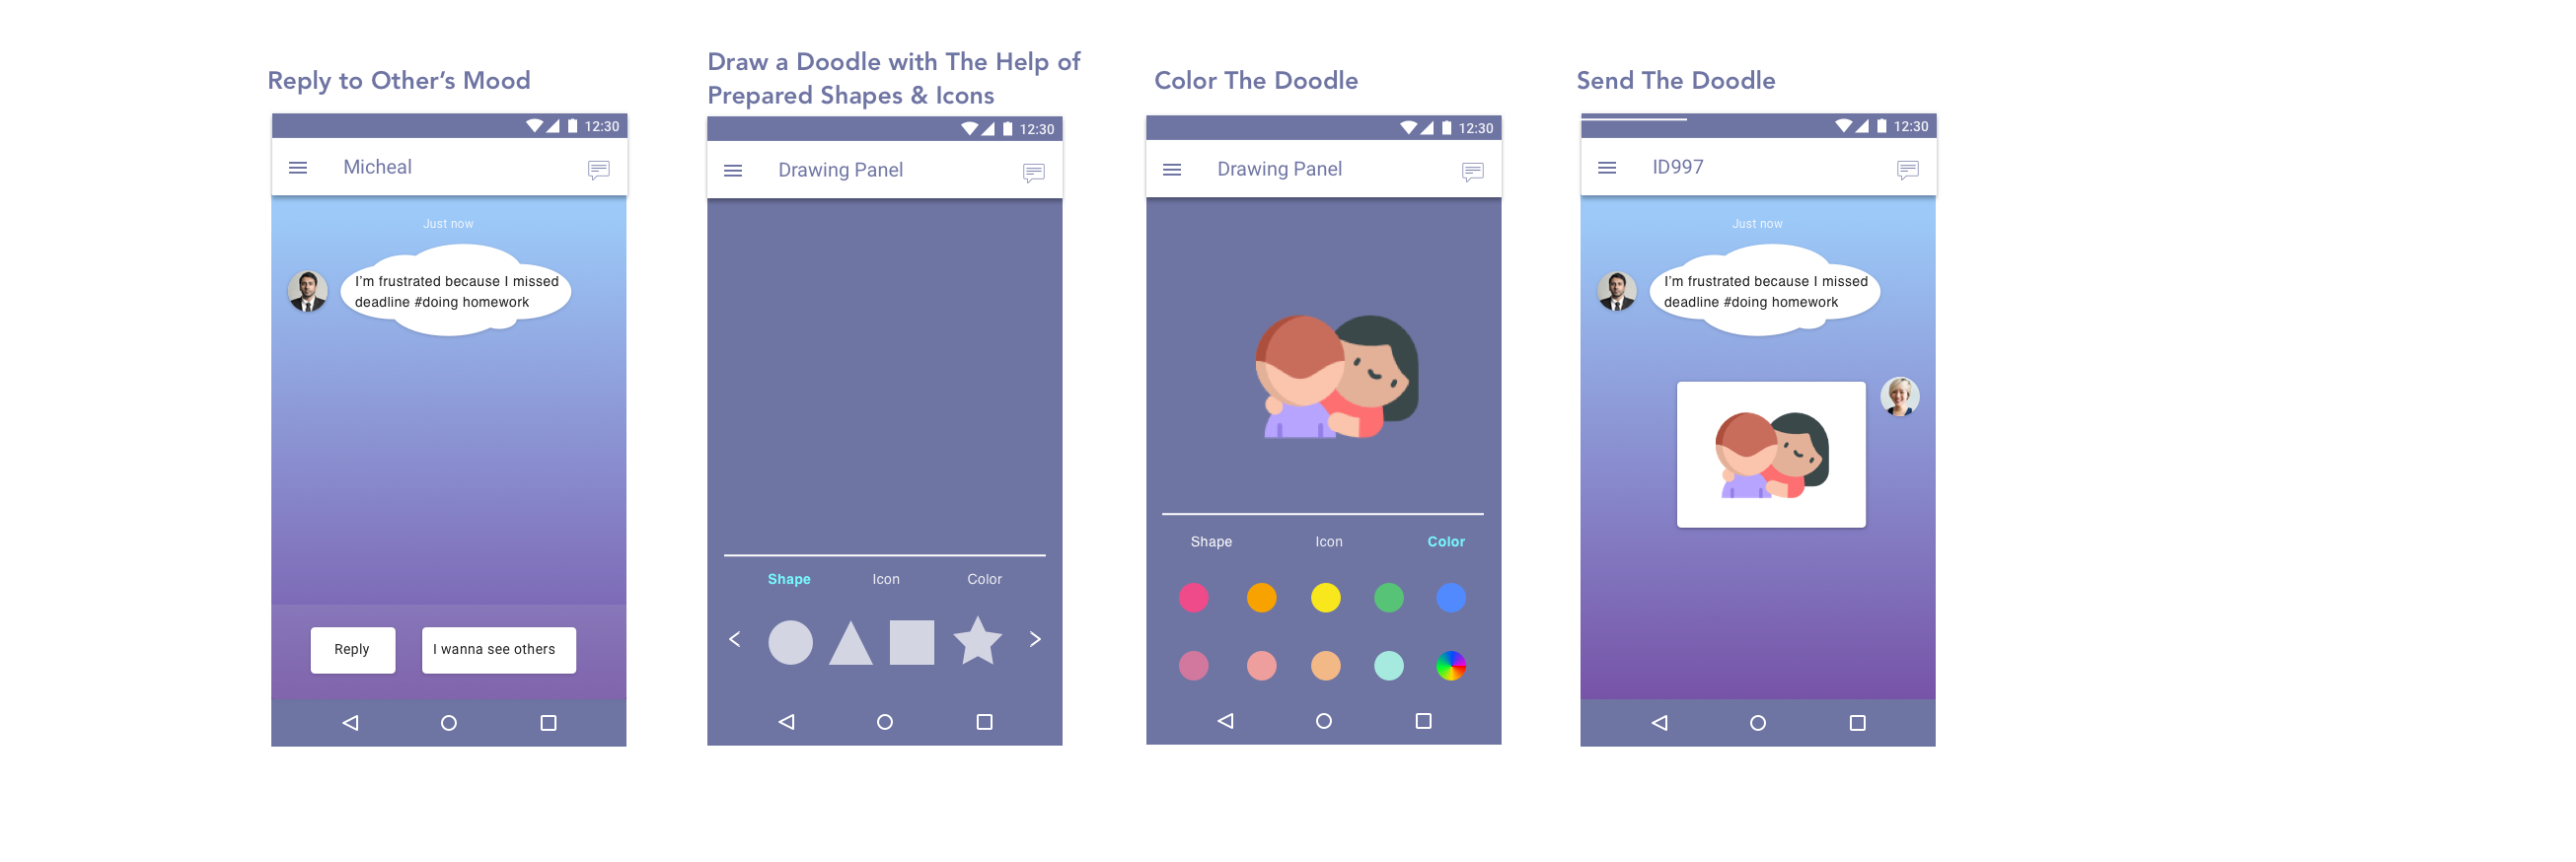 Reply to Other’s Mood
12:30
Micheal
Just now
I’m frustrated because I missed
deadline #doing homework
Reply
I wanna see others
Draw a Doodle with The Help of
Prepared Shapes & Icons
12:30
Drawing Panel
Shape
Icon
Color
<
>
Color The Doodle
12:30
Drawing Panel
Shape
Icon
Color
Send The Doodle
12:30
ID997
Just now
I’m frustrated because I missed
deadline #doing homework